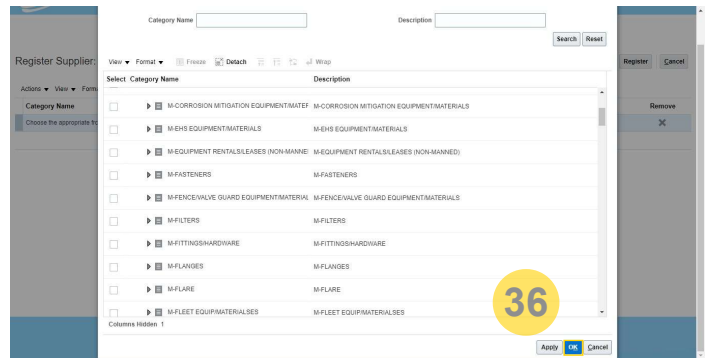 Category Name
Description
Search Reset
Register Supplier:
Register Cancel
View Format Freeze Detach Wrap
Actions View Form
Select Category Name Description
Category Name
Remove
Choose the appropriate fro
M-CORROSION MITIGATION EQUIPMENT/MATER M-CORROSION MITIGATION EQUIPMENT/MATERIALS
M-EHS EQUIPMENT/MATERIALS M-EHS EQUIPMENT/MATERIALS
M-EQUIPMENT RENTALS/LEASES (NON-MANNE M-EQUIPMENT RENTALS/LEASES (NON-MANNED)
M-FASTENERS M-FASTENERS
M-FENCE/VALVE GUARD EQUIPMENT/MATERIAL M-FENCE/VALVE GUARD EQUIPMENT/MATERIALS
M-FILTERS M-FILTERS
M-FITTINGS/HARDWARE M-FITTINGS/HARDWARE
M-FLANGES M-FLANGES
M-FLARE M-FLARE
M-FLEET EQUIP/MATERIALSES M-FLEET EQUIP/MATERIALSES
36
Columns Hidden 1
Apply OK Cancel